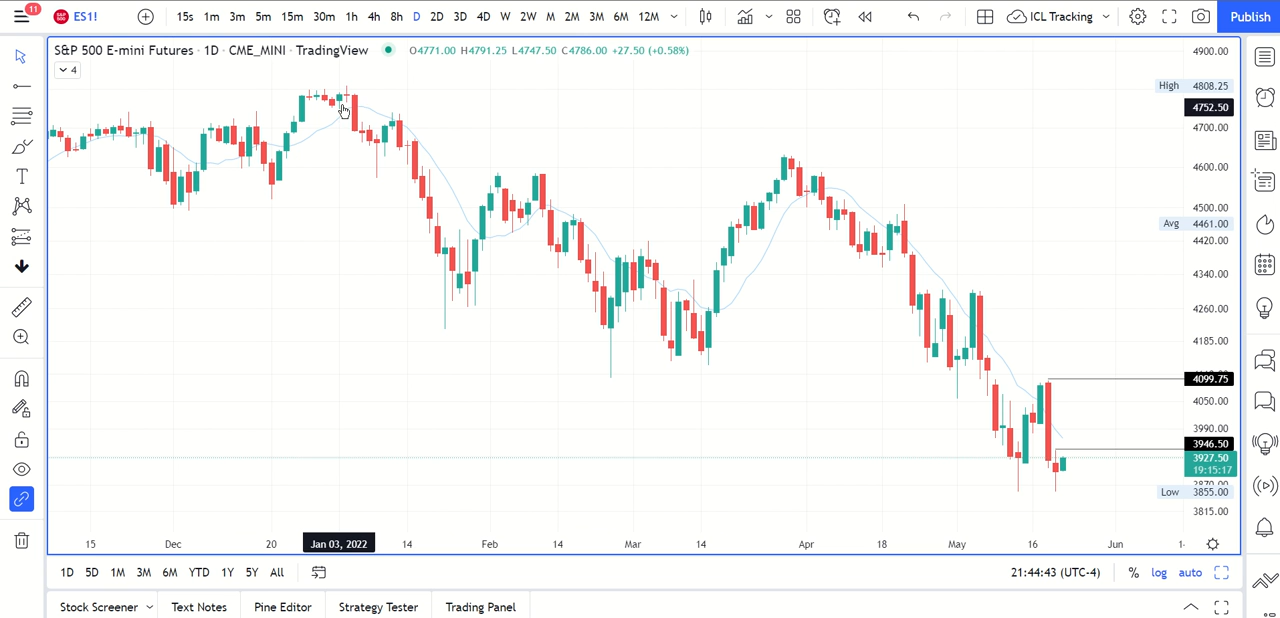 11
500
ES1!
15s 1m 3m 5m 15m 30m 1h 4h 8h D 2D 3D 4D W 2W M 2M 3M 6M 12M
ICL Tracking
Publish
S&P 500 E-mini Futures · 1D · CME_MINI · TradingView
O4771.00 H4791.25 L4747.50 C4786.00 +27.50 (+0.58%)
4
4900.00
High 4808.25
4752.50
4700.00
4600.00
4500.00
Avg 4461.00
4420.00
4340.00
4260.00
4185.00
4099.75
4050.00
3990.00
3946.50
3927.50
19:15:17
3870.00
Low 3855.00
3815.00
15 Dec 20 Jan 03, 2022 14 Feb 14 Mar 14 Apr 18 May 16 Jun
1D 5D 1M 3M 6M YTD 1Y 5Y All
21:44:43 (UTC-4) % log auto
Stock Screener Text Notes Pine Editor Strategy Tester Trading Panel